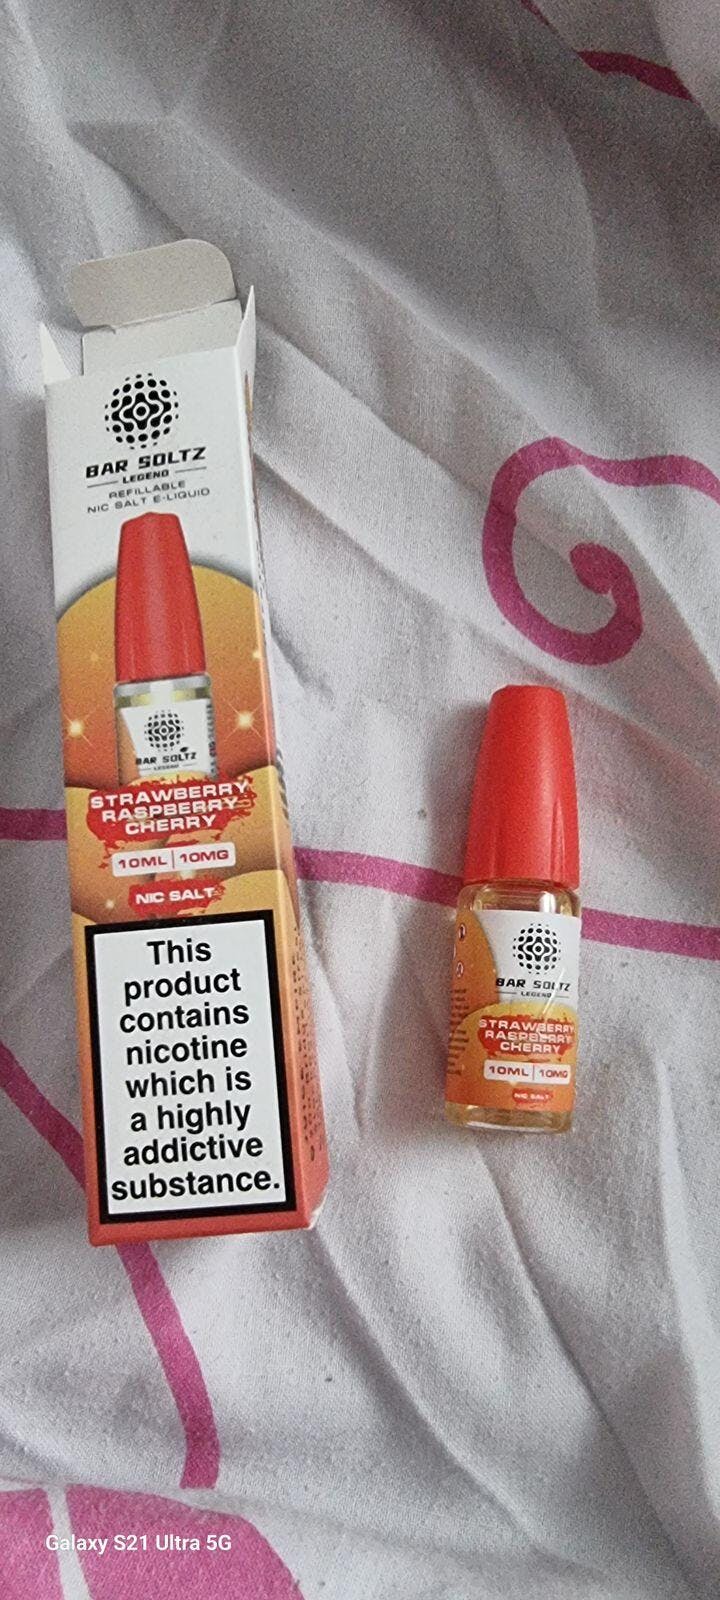 BAR SOLTZ
LEGEND
REFILLABLE
NIC SALT E-LIQUID
BAR SOLTZ
LEGEND
STRAWBERRY
RASPBERRY
CHERRY
10ML | 10MG
NIC SALT
This
product
contains
nicotine
which is
a highly
addictive
substance.
BAR SOLTZ
LEGEND
STRAWBERRY
RASPBERRY
CHERRY
10ML | 10MG
NIC SALT
Galaxy S21 Ultra 5G